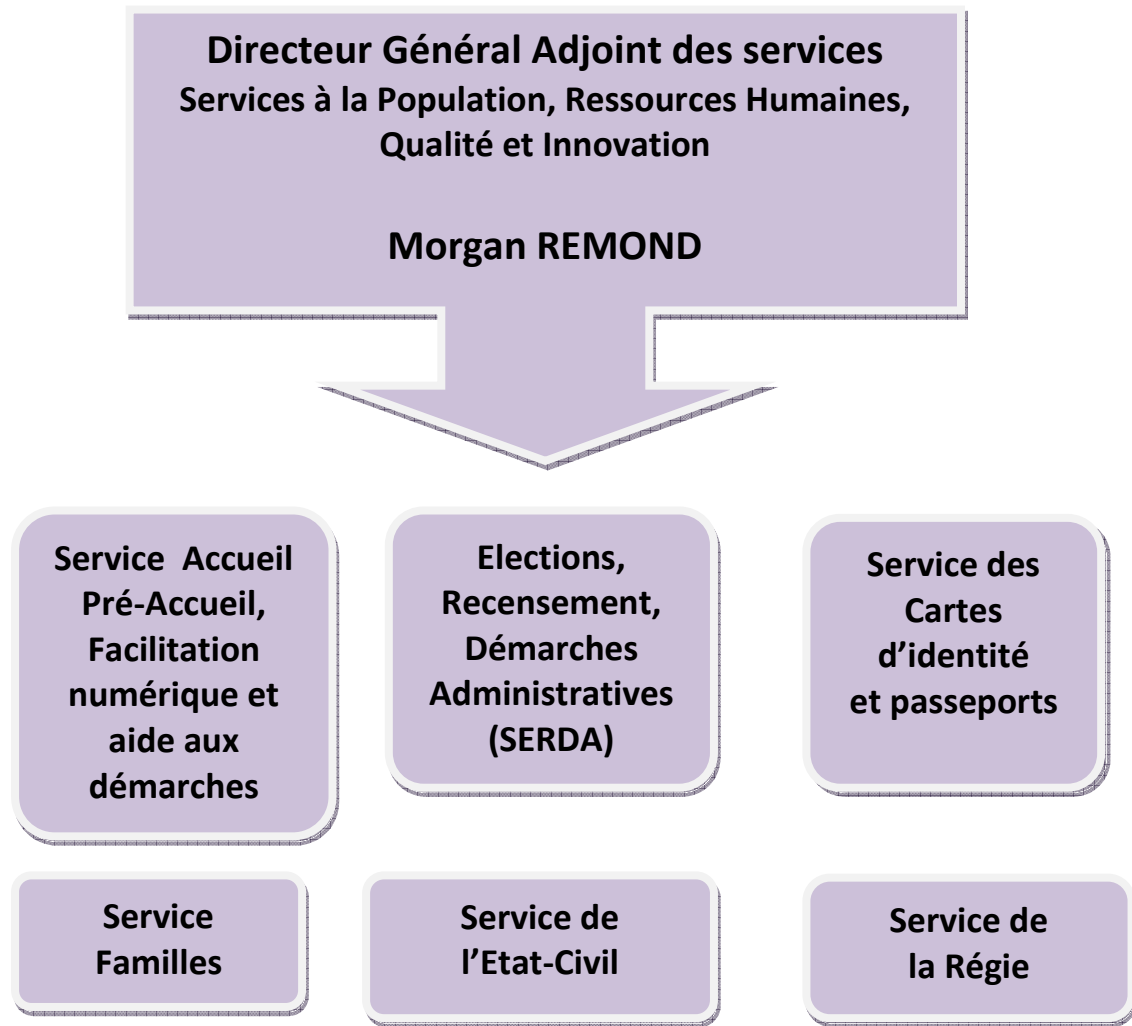 Directeur Général Adjoint des services
Services à la Population, Ressources Humaines,
Qualité et Innovation
Morgan REMOND
Service Accueil
Pré-Accueil,
Facilitation
numérique et
aide aux
démarches
Elections,
Recensement,
Démarches
Administratives
(SERDA)
Service des
Cartes
d’identité
et passeports
Service
Familles
Service de
l’Etat-Civil
Service de
la Régie